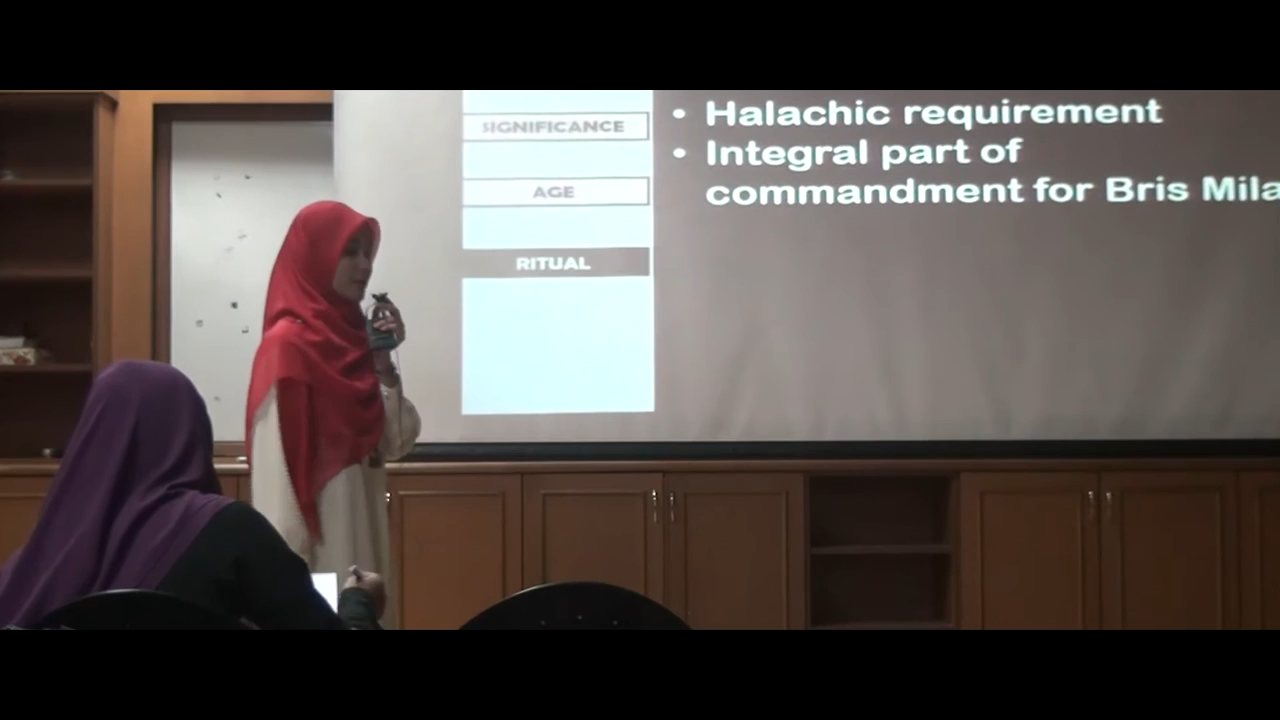 SIGNIFICANCE
AGE
RITUAL
• Halachic requirement
• Integral part of
commandment for Bris Mila